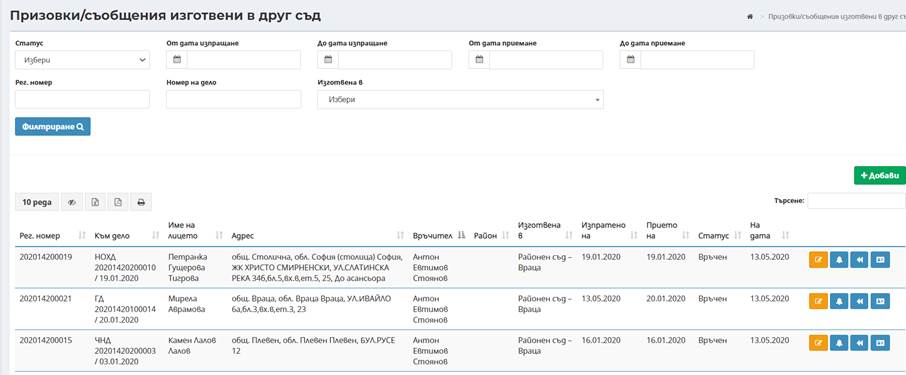 Призовки/съобщения изготвени в друг съд
> Призовки/съобщения изготвени в друг съ
Статус
От дата изпращане
До дата изпращане
От дата приемане
До дата приемане
Избери
Рег. номер
Номер на дело
Изготвена в
Избери
Филтриране
+ Добави
10 реда
Търсене:
Рег. номер
Към дело
Име на
лицето
Адрес
Връчител
Район
Изготвена
в
Изпратено
на
Прието
на
Статус
На
дата
202014200019
НОХД
202014200010
/ 19.01.2020
Петранка
Гущерова
Тигрова
общ. Столична, обл. София (столица) София,
ЖК ХРИСТО СМИРНЕНСКИ, УЛ.СЛАТИНСКА
РЕКА 346,бл.5,вх.8,ет.5, 25, До асансьора
Антон
Евтимов
Стоянов
Районен съд –
Враца
19.01.2020
19.01.2020
Връчен
13.05.2020
202014200021
ГД
20201420100014
/ 20.01.2020
Мирела
Аврамова
общ. Враца, обл. Враца Враца, УЛ.ИВАЙЛО
6а,бл.3,вх.в,ет.3, 23
Антон
Евтимов
Стоянов
Районен съд –
Враца
13.05.2020
20.01.2020
Връчен
13.05.2020
202014200015
ЧНД
20201420200003
/ 03.01.2020
Камен Лалов
Лалов
общ. Плевен, обл. Плевен Плевен, БУЛ.РУСЕ
12
Антон
Евтимов
Стоянов
Районен съд –
Враца
16.01.2020
16.01.2020
Връчен
13.05.2020